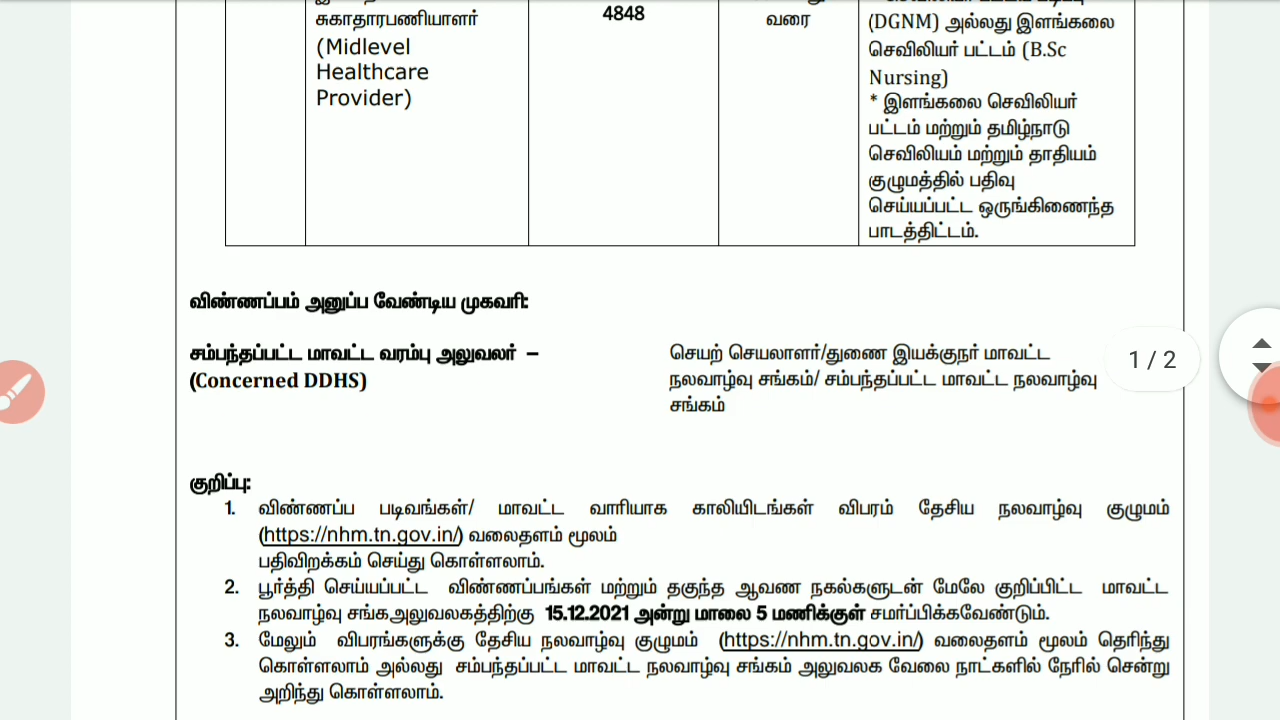 சுகாதாரபணியாளர்
(Midlevel
Healthcare
Provider)
4848
வரை
(DGNM) அல்லது இளங்கலை
செவிலியர் பட்டம் (B.Sc
Nursing)
* இளங்கலை செவிலியர்
பட்டம் மற்றும் தமிழ்நாடு
செவிலியம் மற்றும் தாதியம்
குழுமத்தில் பதிவு
செய்யப்பட்ட ஒருங்கிணைந்த
பாடத்திட்டம்.
விண்ணப்பம் அனுப்ப வேண்டிய முகவரி:
சம்பந்தப்பட்ட மாவட்ட வரம்பு அலுவலர் –
(Concerned DDHS)
செயற் செயலாளர்/துணை இயக்குநர் மாவட்ட
நலவாழ்வு சங்கம்/ சம்பந்தப்பட்ட மாவட்ட நலவாழ்வு
சங்கம்
1 / 2
குறிப்பு:
1. விண்ணப்ப படிவங்கள்/ மாவட்ட வாரியாக காலியிடங்கள் விபரம் தேசிய நலவாழ்வு குழுமம்
(https://nhm.tn.gov.in/) வலைதளம் மூலம்
பதிவிறக்கம் செய்து கொள்ளலாம்.
2. பூர்த்தி செய்யப்பட்ட விண்ணப்பங்கள் மற்றும் தகுந்த ஆவண நகல்களுடன் மேலே குறிப்பிட்ட மாவட்ட
நலவாழ்வு சங்கஅலுவலகத்திற்கு 15.12.2021 அன்று மாலை 5 மணிக்குள் சமர்ப்பிக்கவேண்டும்.
3. மேலும் விபரங்களுக்கு தேசிய நலவாழ்வு குழுமம் (https://nhm.tn.gov.in/) வலைதளம் மூலம் தெரிந்து
கொள்ளலாம் அல்லது சம்பந்தப்பட்ட மாவட்ட நலவாழ்வு சங்கம் அலுவலக வேலை நாட்களில் நேரில் சென்று
அறிந்து கொள்ளலாம்.